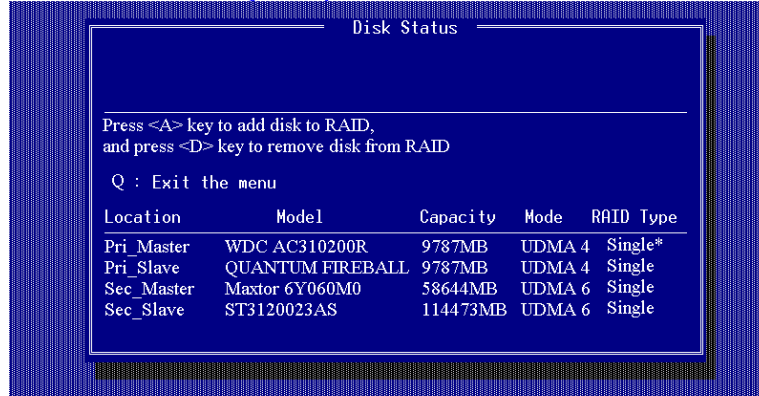 Disk Status
Press <A> key to add disk to RAID,
and press <D> key to remove disk from RAID
Q : Exit the menu
Location Model Capacity Mode RAID Type
Pri_Master WDC AC310200R 9787MB UDMA 4 Single*
Pri_Slave QUANTUM FIREBALL 9787MB UDMA 4 Single
Sec_Master Maxtor 6Y060M0 58644MB UDMA 6 Single
Sec_Slave ST3120023AS 114473MB UDMA 6 Single